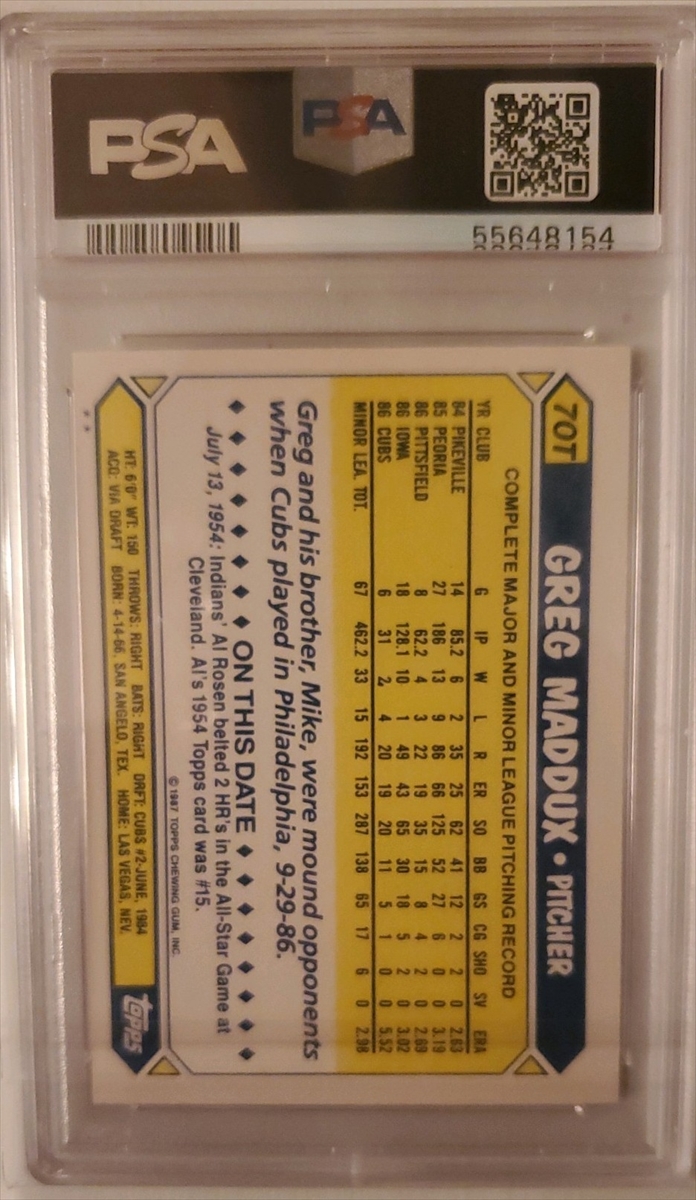 PSA
PSA
55648154
70T GREG MADDUX • PITCHER
COMPLETE MAJOR AND MINOR LEAGUE PITCHING RECORD
YR CLUB G IP W L R ER SO BB GS CG SHO SV ERA
84 PIKEVILLE 14 85.2 6 2 35 25 62 41 12 2 2 0 2.63
85 PEORIA 27 186 13 9 86 66 125 52 27 6 0 0 3.19
86 PITTSFIELD 8 62.2 4 3 22 19 35 15 8 4 2 0 2.69
86 IOWA 18 128.1 10 1 49 43 65 30 18 5 2 0 3.02
86 CUBS 6 31 2 4 20 19 20 11 5 1 0 0 5.52
MINOR LEA. TOT. 67 462.2 33 15 192 153 287 138 65 17 6 0 2.98
Greg and his brother, Mike, were mound opponents
when Cubs played in Philadelphia, 9-29-86.
ON THIS DATE
July 13, 1954: Indians' Al Rosen belted 2 HR's in the All-Star Game at
Cleveland. Al's 1954 Topps card was #15.
© 1987 TOPPS CHEWING GUM, INC.
HT: 6'0" WT: 150 THROWS: RIGHT BATS: RIGHT DRFT: CUBS #2-JUNE, 1984
ACQ: VIA DRAFT BORN: 4-14-66, SAN ANGELO, TEX. HOME: LAS VEGAS, NEV.
topps
**